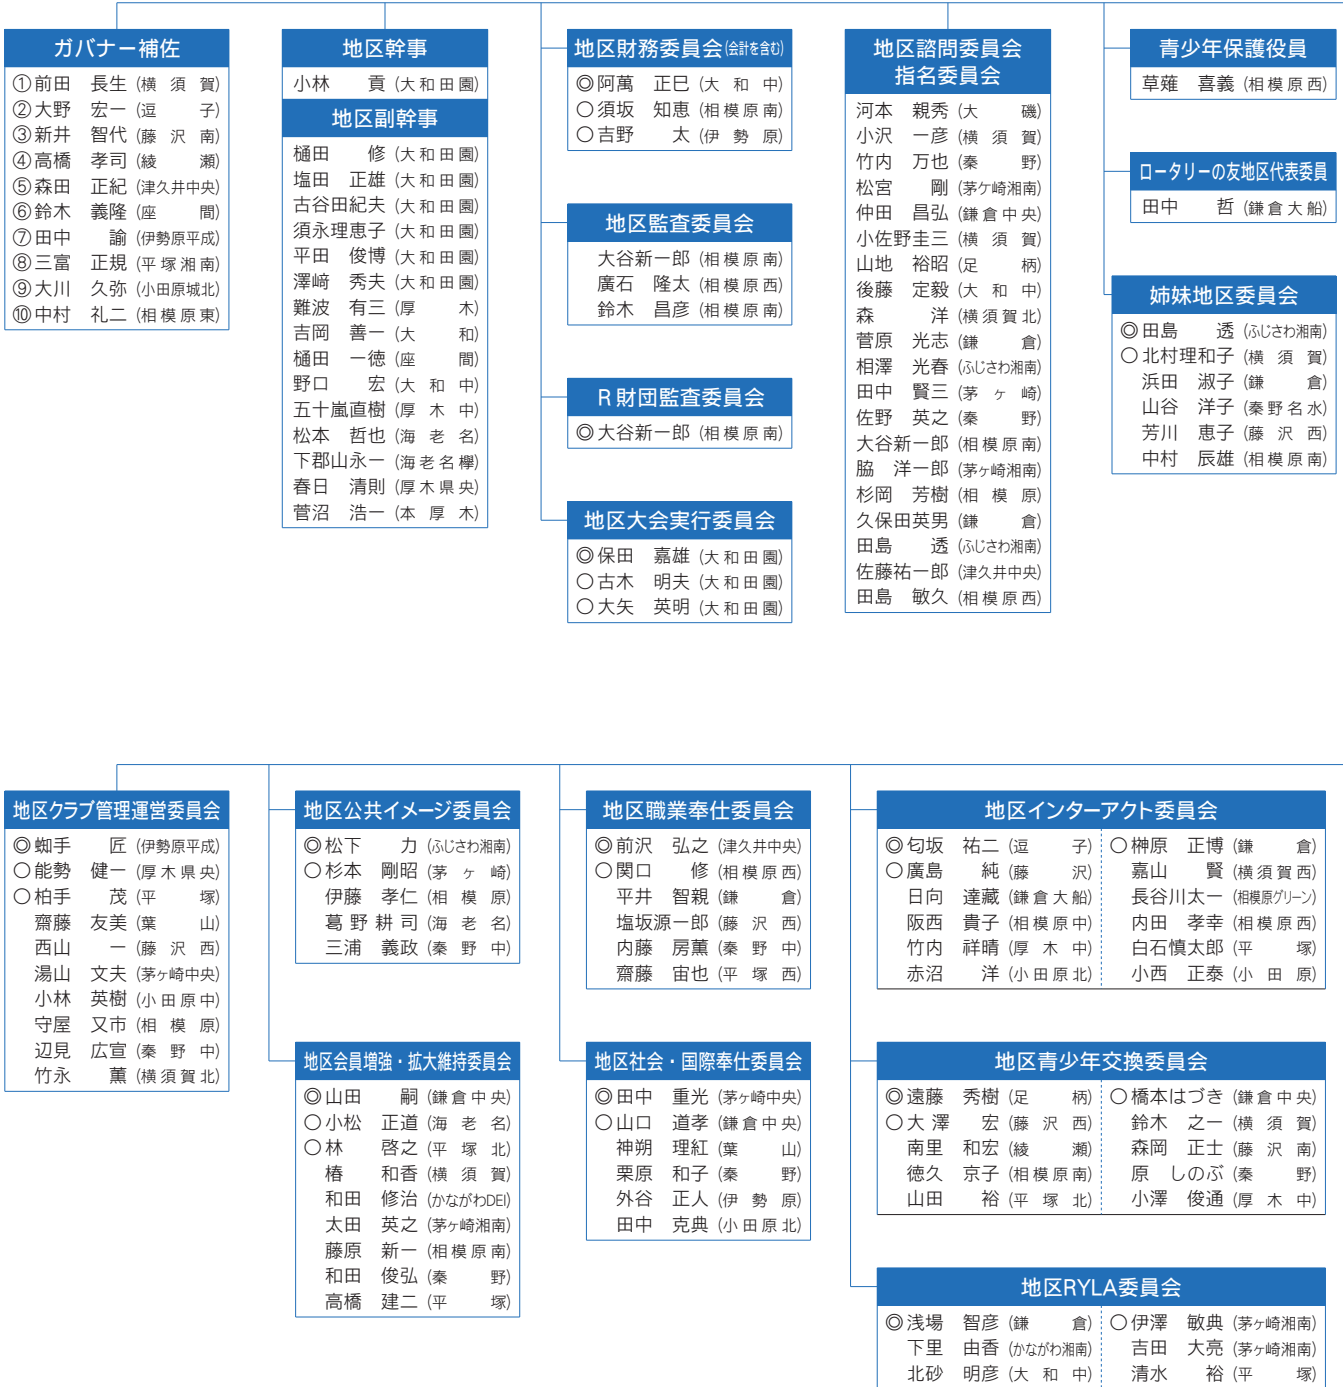 ガバナー補佐
①前田 長生 (横須賀)
②大野 宏一 (逗子)
③新井 智代 (藤沢南)
④高橋 孝司 (綾瀬)
⑤森田 正紀 (津久井中央)
⑥鈴木 義隆 (座間)
⑦田中 諭 (伊勢原平成)
⑧三富 正規 (平塚湘南)
⑨大川 久弥 (小田原城北)
⑩中村 礼二 (相模原東)
地区幹事
小林 貢 (大和田園)
地区副幹事
樋田 修 (大和田園)
塩田 正雄 (大和田園)
古谷田紀夫 (大和田園)
須永理恵子 (大和田園)
平田 俊博 (大和田園)
澤﨑 秀夫 (大和田園)
難波 有三 (厚木)
吉岡 善一 (大和)
樋田 一徳 (座間)
野口 宏 (大和中)
五十嵐直樹 (厚木中)
松本 哲也 (海老名)
下郡山永一 (海老名欅)
春日 清則 (厚木県央)
菅沼 浩一 (本厚木)
地区財務委員会(会計を含む)
◎阿萬 正巳 (大和中)
○須坂 知恵 (相模原南)
○吉野 太 (伊勢原)
地区監査委員会
大谷新一郎 (相模原南)
廣石 隆太 (相模原西)
鈴木 昌彦 (相模原南)
R財団監査委員会
◎大谷新一郎 (相模原南)
地区大会実行委員会
◎保田 嘉雄 (大和田園)
○古木 明夫 (大和田園)
○大矢 英明 (大和田園)
地区諮問委員会
指名委員会
河本 親秀 (大磯)
小沢 一彦 (横須賀)
竹内 万也 (秦野)
松宮 剛 (茅ケ崎湘南)
仲田 昌弘 (鎌倉中央)
小佐野圭三 (横須賀)
山地 裕昭 (足柄)
後藤 定毅 (大和中)
森 洋 (横須賀北)
菅原 光志 (鎌倉)
相澤 光春 (ふじさわ湘南)
田中 賢三 (茅ヶ崎)
佐野 英之 (秦野)
大谷新一郎 (相模原南)
脇 洋一郎 (茅ヶ崎湘南)
杉岡 芳樹 (相模原)
久保田英男 (鎌倉)
田島 透 (ふじさわ湘南)
佐藤祐一郎 (津久井中央)
田島 敏久 (相模原西)
青少年保護役員
草薙 喜義 (相模原西)
ロータリーの友地区代表委員
田中 哲 (鎌倉大船)
姉妹地区委員会
◎田島 透 (ふじさわ湘南)
○北村理和子 (横須賀)
浜田 淑子 (鎌倉)
山谷 洋子 (秦野名水)
芳川 恵子 (藤沢西)
中村 辰雄 (相模原南)
地区クラブ管理運営委員会
◎蜘手 匠 (伊勢原平成)
○能勢 健一 (厚木県央)
○柏手 茂 (平塚)
齋藤 友美 (葉山)
西山 一 (藤沢西)
湯山 文夫 (茅ヶ崎中央)
小林 英樹 (小田原中)
守屋 又市 (相模原)
辺見 広宣 (秦野中)
竹永 薫 (横須賀北)
地区公共イメージ委員会
◎松下 力 (ふじさわ湘南)
○杉本 剛昭 (茅ヶ崎)
伊藤 孝仁 (相模原)
葛野耕司 (海老名)
三浦 義政 (秦野中)
地区会員増強・拡大維持委員会
◎山田 嗣 (鎌倉中央)
○小松 正道 (海老名)
○林 啓之 (平塚北)
椿 和香 (横須賀)
和田 修治 (かながわDEI)
太田 英之 (茅ヶ崎湘南)
藤原 新一 (相模原南)
和田 俊弘 (秦野)
高橋 建二 (平塚)
地区職業奉仕委員会
◎前沢 弘之 (津久井中央)
○関口 修 (相模原西)
平井 智親 (鎌倉)
塩坂源一郎 (藤沢西)
内藤 房薫 (秦野中)
齋藤 宙也 (平塚西)
地区社会・国際奉仕委員会
◎田中 重光 (茅ヶ崎中央)
○山口 道孝 (鎌倉中央)
神朔 理紅 (葉山)
栗原 和子 (秦野)
外谷 正人 (伊勢原)
田中 克典 (小田原北)
地区インターアクト委員会
◎匂坂 祐二 (逗子)
○廣島 純 (藤沢)
日向 達藏 (鎌倉大船)
阪西 貴子 (相模原中)
竹内 祥晴 (厚木中)
赤沼 洋 (小田原北)
○榊原 正博 (鎌倉)
嘉山 賢 (横須賀西)
長谷川太一 (相模原グリーン)
内田 孝幸 (相模原西)
白石慎太郎 (平塚)
小西 正泰 (小田原)
地区青少年交換委員会
◎遠藤 秀樹 (足柄)
○大澤 宏 (藤沢西)
南里 和宏 (綾瀬)
徳久 京子 (相模原南)
山田 裕 (平塚北)
○橋本はづき (鎌倉中央)
鈴木 之一 (横須賀)
森岡 正士 (藤沢南)
原 しのぶ (秦野)
小澤 俊通 (厚木中)
地区RYLA委員会
◎浅場 智彦 (鎌倉)
下里 由香 (かながわ湘南)
北砂 明彦 (大和中)
○伊澤 敏典 (茅ヶ崎湘南)
吉田 大亮 (茅ヶ崎湘南)
清水 裕 (平塚)